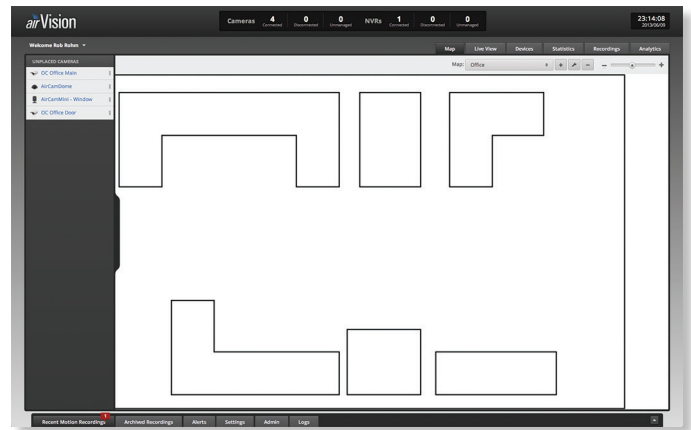 airVision
Cameras 4 Connected 0 Disconnected 0 Unmanaged NVRs 1 Connected 0 Disconnected 0 Unmanaged
23:14:08
2013/06/09
Welcome Rob Rohm
Map Live View Devices Statistics Recordings Analytics
UNPLACED CAMERAS
Map: Office
OC Office Main
AirCamDome
AirCamMini - Window
OC Office Door
1
Recent Motion Recordings Archived Recordings Alerts Settings Admin Logs